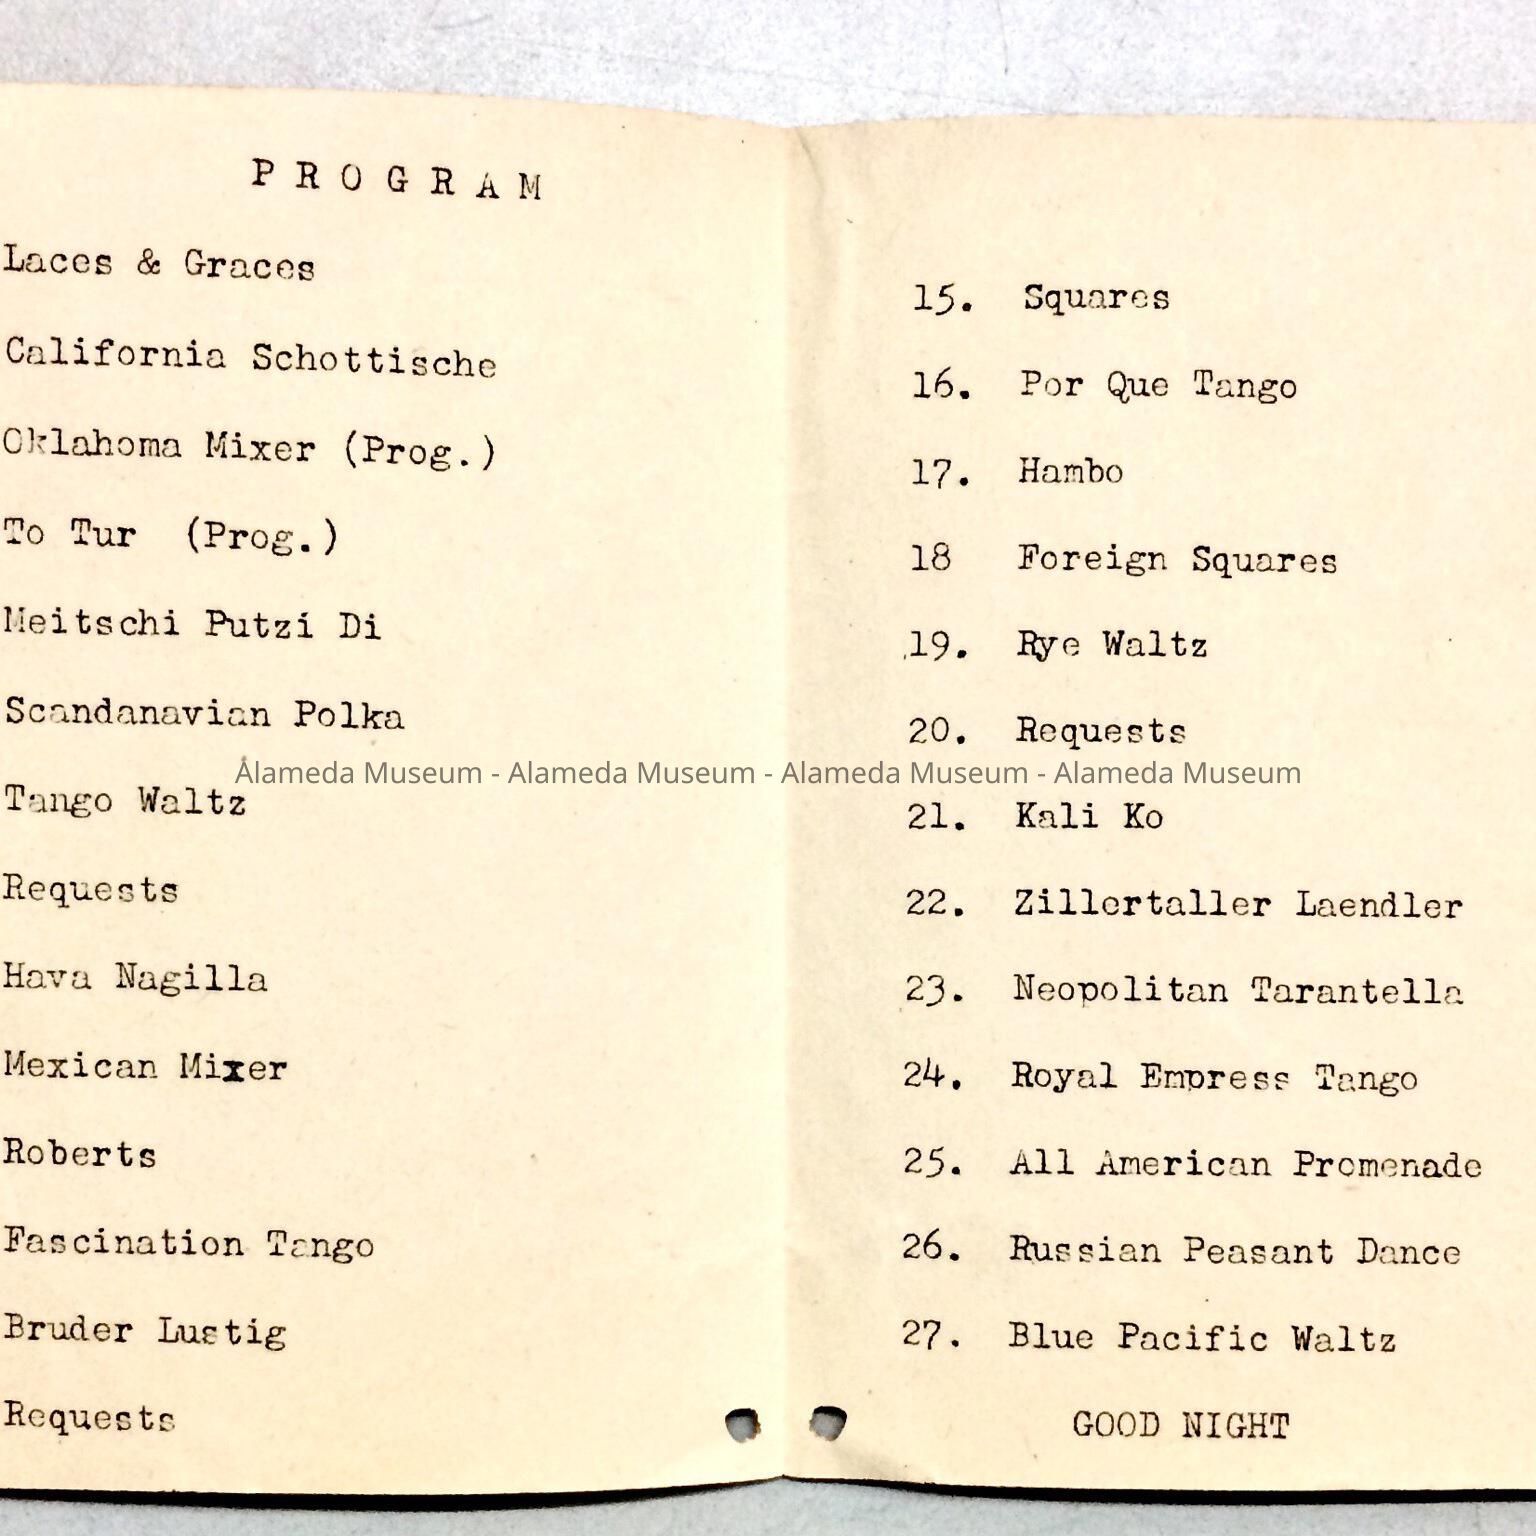 PROGRAM
Laces & Graces
California Schottische
Oklahoma Mixer (Prog.)
To Tur (Prog.)
Meitschi Putzi Di
Scandanavian Polka
Tango Waltz
Requests
Hava Nagilla
Mexican Mixer
Roberts
Fascination Tango
Bruder Lustig
Requests
15. Squares
16. Por Que Tango
17. Hambo
18 Foreign Squares
19. Rye Waltz
20. Requests
21. Kali Ko
22. Zillertaller Laendler
23. Neopolitan Tarantella
24. Royal Empress Tango
25. All American Promenade
26. Russian Peasant Dance
27. Blue Pacific Waltz
GOOD NIGHT
Alameda Museum - Alameda Museum - Alameda Museum - Alameda Museum